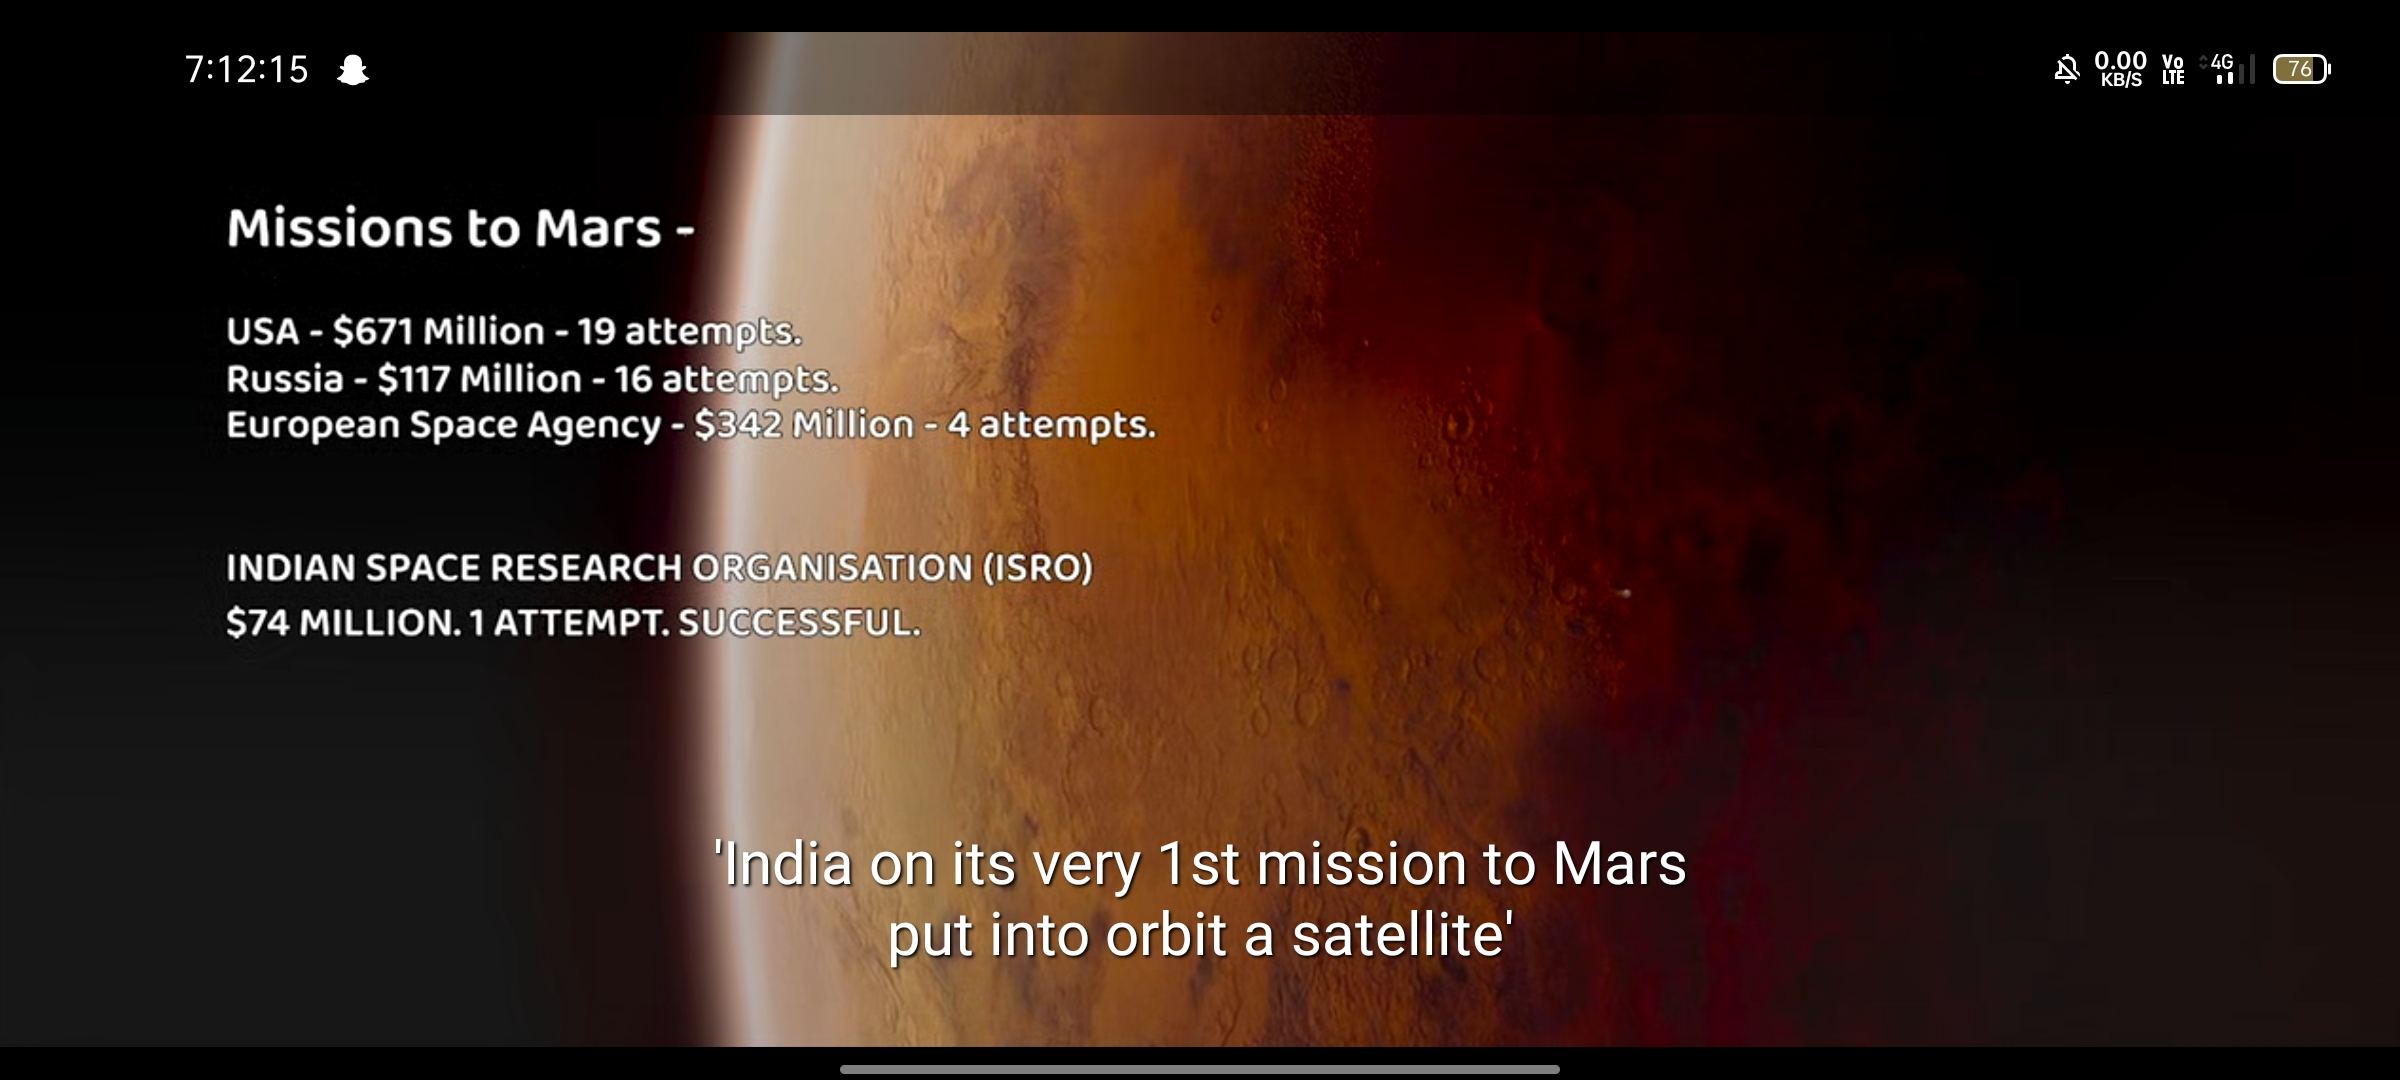 7:12:15
0.00
KB/S
Vo
LTE
4G
76
Missions to Mars -
USA - $671 Million - 19 attempts.
Russia - $117 Million - 16 attempts.
European Space Agency - $342 Million - 4 attempts.
INDIAN SPACE RESEARCH ORGANISATION (ISRO)
$74 MILLION. 1 ATTEMPT. SUCCESSFUL.
'India on its very 1st mission to Mars
put into orbit a satellite'